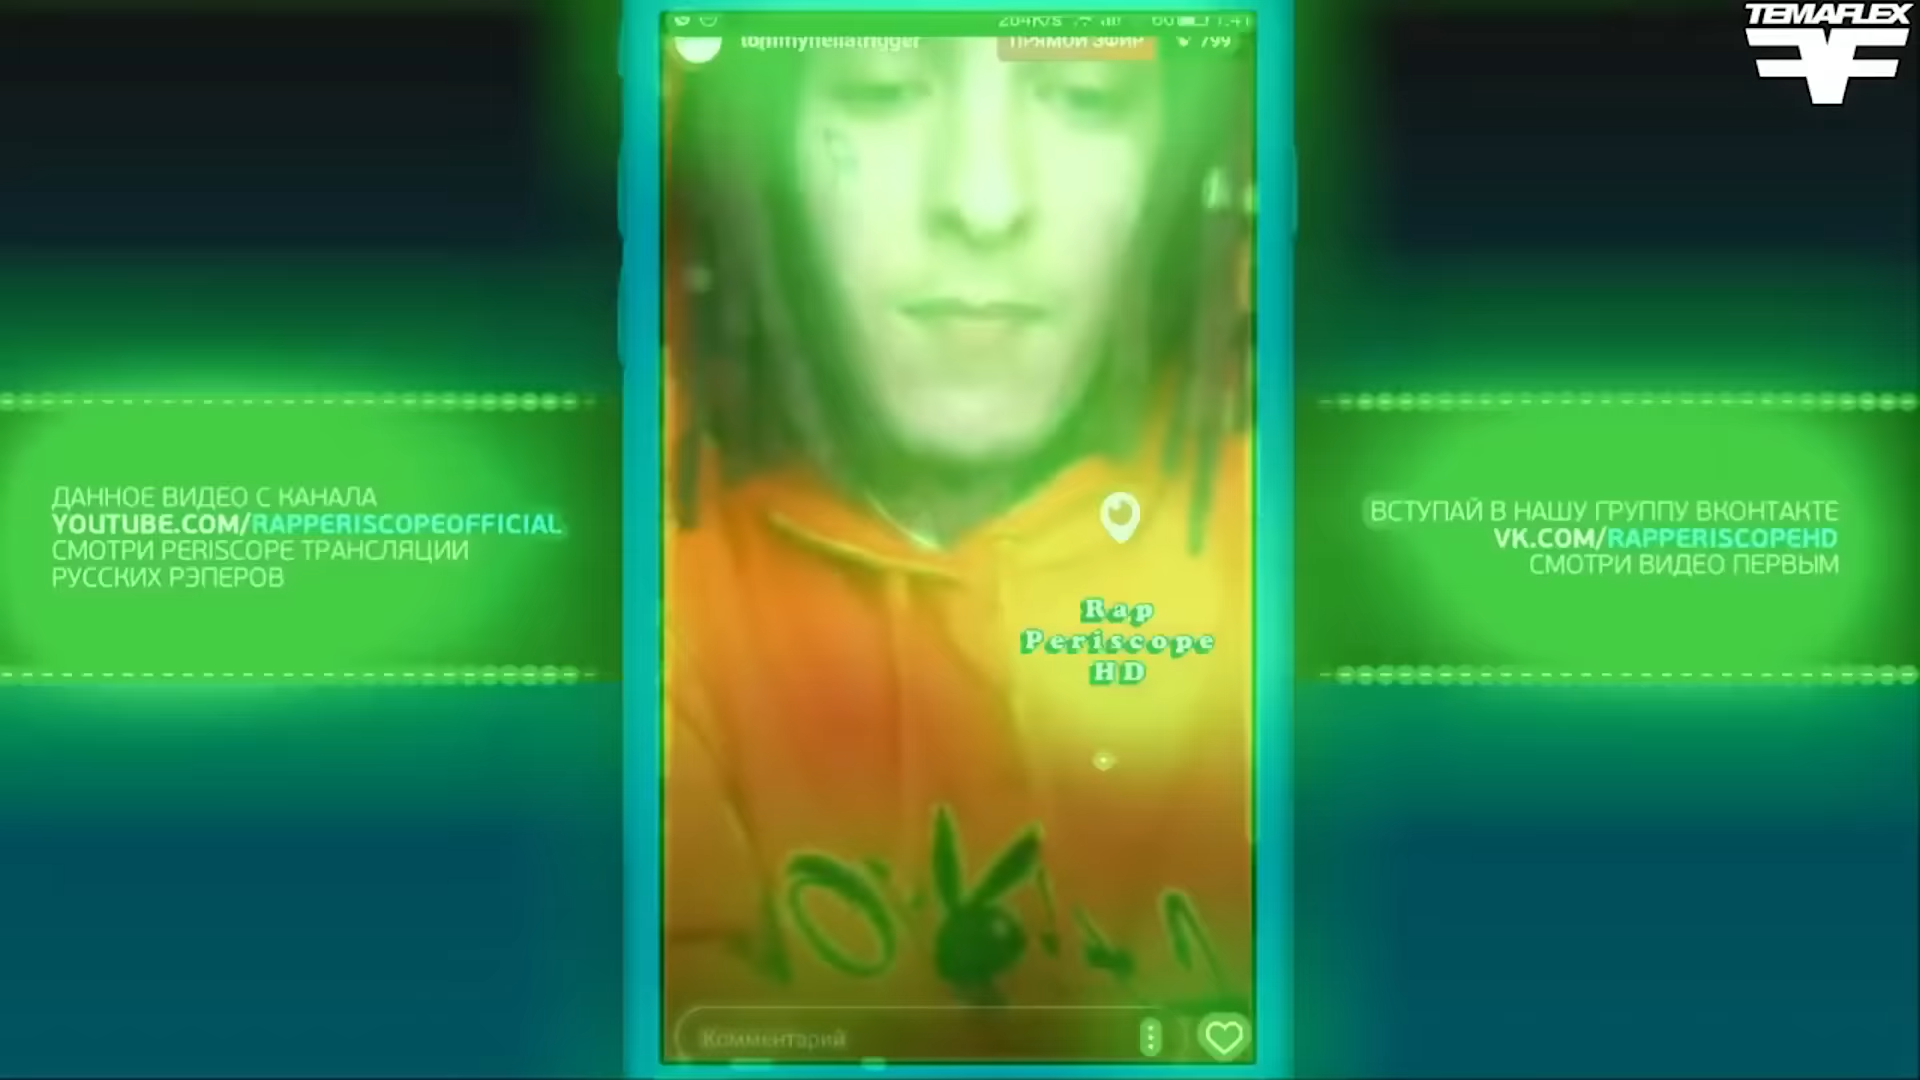 TEMAFLEX
ПРЯМОЙ ЭФИР
799
ДАННОЕ ВИДЕО С КАНАЛА
YOUTUBE.COM/RAPPERISCOPEOFFICIAL
СМОТРИ PERISCOPE ТРАНСЛЯЦИИ
РУССКИХ РЭПЕРОВ
ВСТУПАЙ В НАШУ ГРУППУ ВКОНТАКТЕ
VK.COM/RAPPERISCOPEHD
СМОТРИ ВИДЕО ПЕРВЫМ
Rap
Periscope
HD
Комментарий